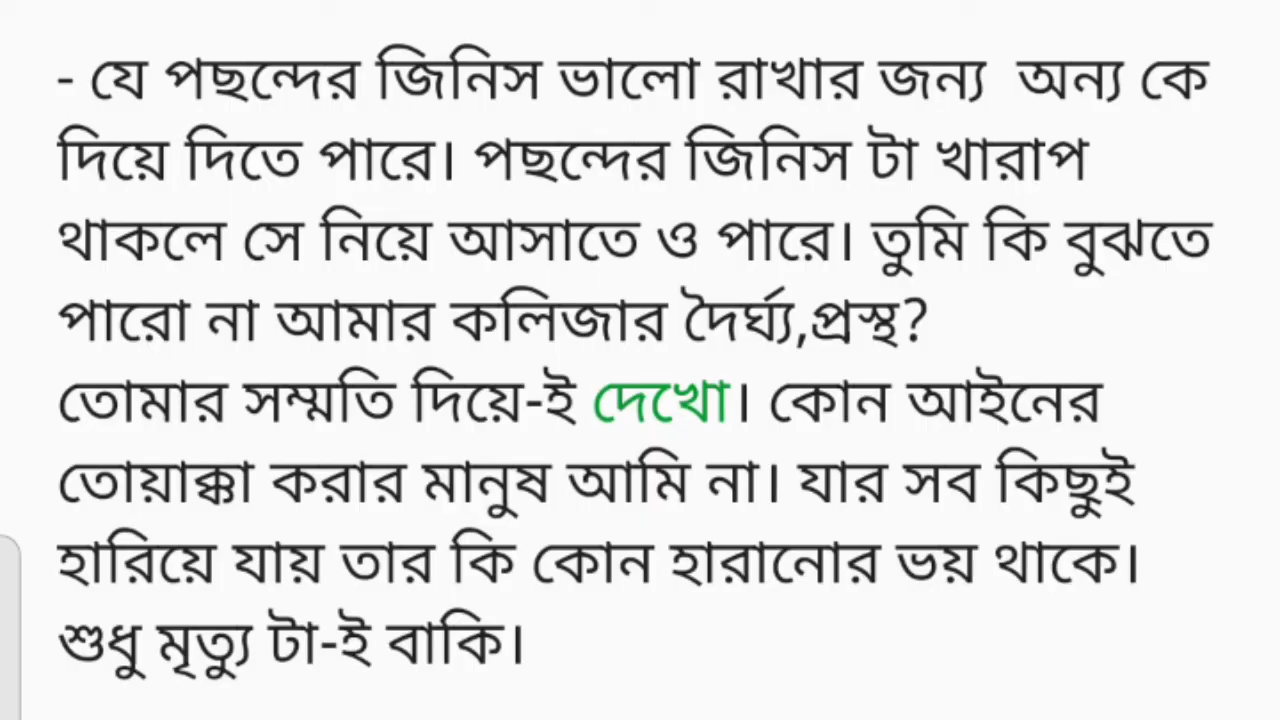 - যে পছন্দের জিনিস ভালো রাখার জন্য  অন্য কে
দিয়ে দিতে পারে। পছন্দের জিনিস টা খারাপ
থাকলে সে নিয়ে আসাতে ও পারে। তুমি কি বুঝতে
পারো না আমার কলিজার দৈর্ঘ্য,প্রস্থ?
তোমার সম্মতি দিয়ে-ই দেখো। কোন আইনের
তোয়াক্কা করার মানুষ আমি না। যার সব কিছুই
হারিয়ে যায় তার কি কোন হারানোর ভয় থাকে।
শুধু মৃত্যু টা-ই বাকি।